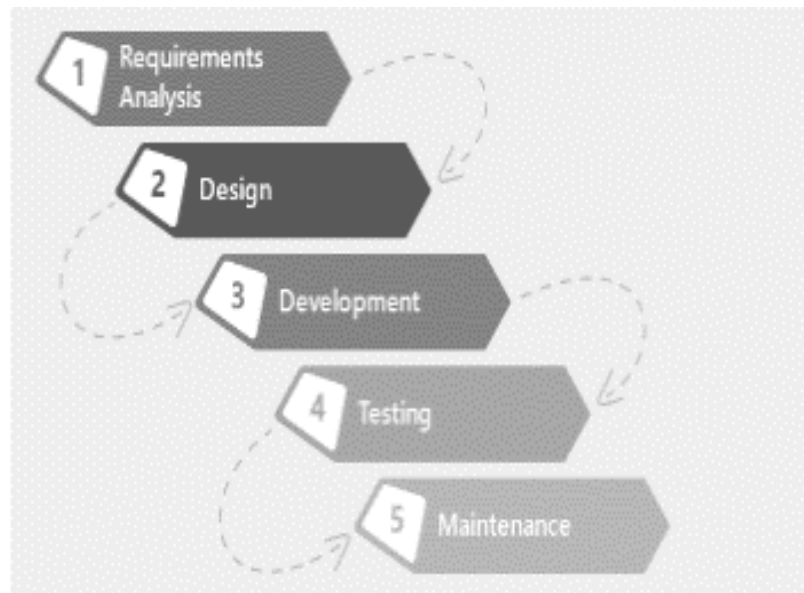 1
Requirements
Analysis
2
Design
3
Development
4
Testing
5
Maintenance